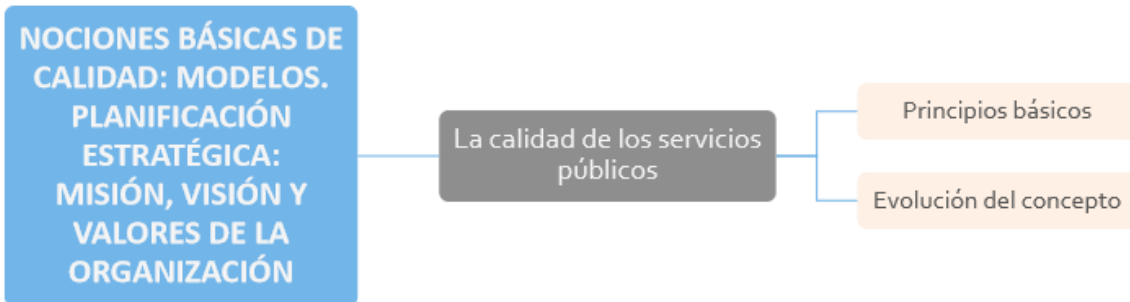 NOCIONES BÁSICAS DE
CALIDAD: MODELOS.
PLANIFICACIÓN
ESTRATÉGICA:
MISIÓN, VISIÓN Y
VALORES DE LA
ORGANIZACIÓN
La calidad de los servicios
públicos
Principios básicos
Evolución del concepto